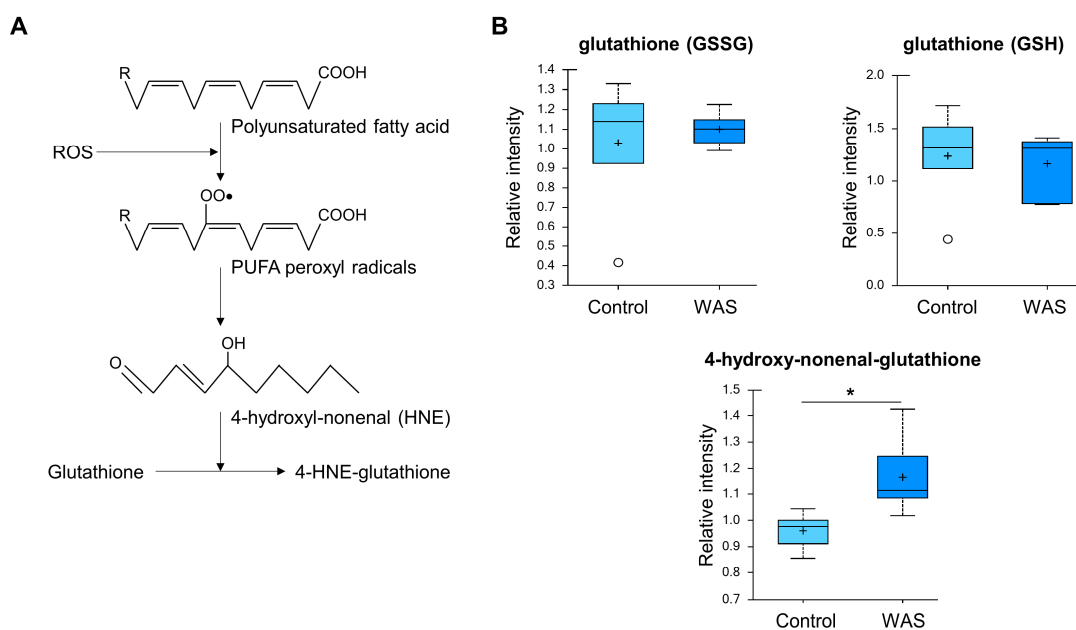 A
R
COOH
Polyunsaturated fatty acid
ROS
OO•
R
COOH
PUFA peroxyl radicals
O
OH
4-hydroxyl-nonenal (HNE)
Glutathione
4-HNE-glutathione
B
glutathione (GSSG)
Relative intensity
1.4
1.3
1.2
1.1
1.0
0.9
0.8
0.7
0.6
0.5
0.4
0.3
Control
WAS
glutathione (GSH)
Relative intensity
2.0
1.5
1.0
0.5
0.0
Control
WAS
4-hydroxy-nonenal-glutathione
Relative intensity
1.5
1.4
1.3
1.2
1.1
1.0
0.9
0.8
0.7
*
Control
WAS